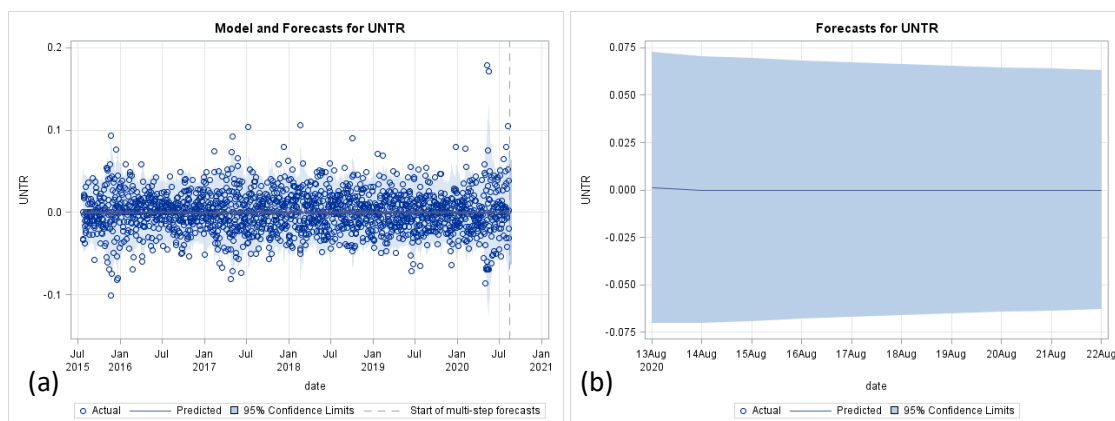 Model and Forecasts for UNTR
0.2
0.1
0.0
-0.1
UNTR
Jul 2015
Jan 2016
Jul
Jan 2017
Jul
Jan 2018
Jul
Jan 2019
Jul
Jan 2020
Jul
Jan 2021
date
(a)
Actual Predicted 95% Confidence Limits Start of multi-step forecasts
Forecasts for UNTR
0.075
0.050
0.025
0.000
-0.025
-0.050
-0.075
UNTR
13Aug 2020
14Aug
15Aug
16Aug
17Aug
18Aug
19Aug
20Aug
21Aug
22Aug
date
(b)
Predicted 95% Confidence Limits